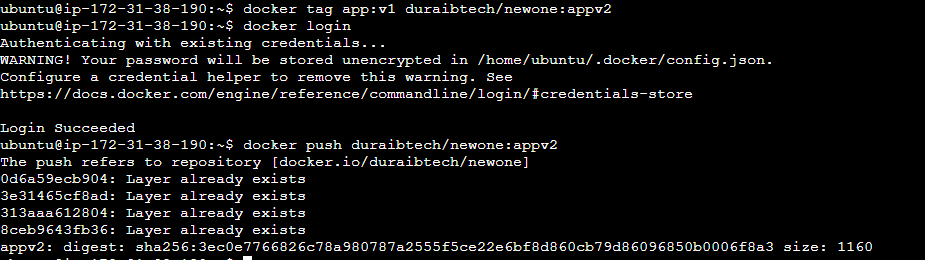 ubuntu@ip-172-31-38-190:~$ docker tag app:v1 duraibtech/newone:appv2
ubuntu@ip-172-31-38-190:~$ docker login
Authenticating with existing credentials...
WARNING! Your password will be stored unencrypted in /home/ubuntu/.docker/config.json.
Configure a credential helper to remove this warning. See
https://docs.docker.com/engine/reference/commandline/login/#credentials-store

Login Succeeded
ubuntu@ip-172-31-38-190:~$ docker push duraibtech/newone:appv2
The push refers to repository [docker.io/duraibtech/newone]
0d6a59ecb904: Layer already exists
3e31465cf8ad: Layer already exists
313aaa612804: Layer already exists
8ceb9643fb36: Layer already exists
appv2: digest: sha256:3ec0e7766826c78a980787a2555f5ce22e6bf8d860cb79d86096850b0006f8a3 size: 1160